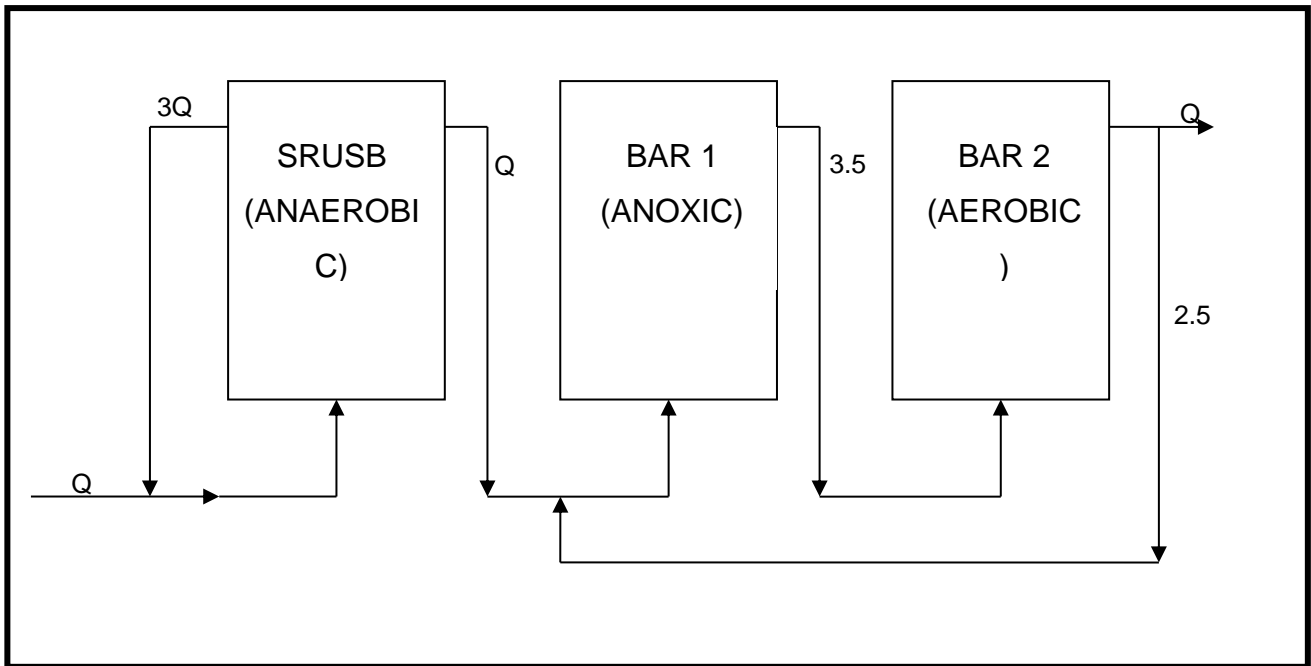 3Q
SRUSB
(ANAEROBI
C)
Q
BAR 1
(ANOXIC)
3.5
BAR 2
(AEROBIC
)
Q
2.5
Q